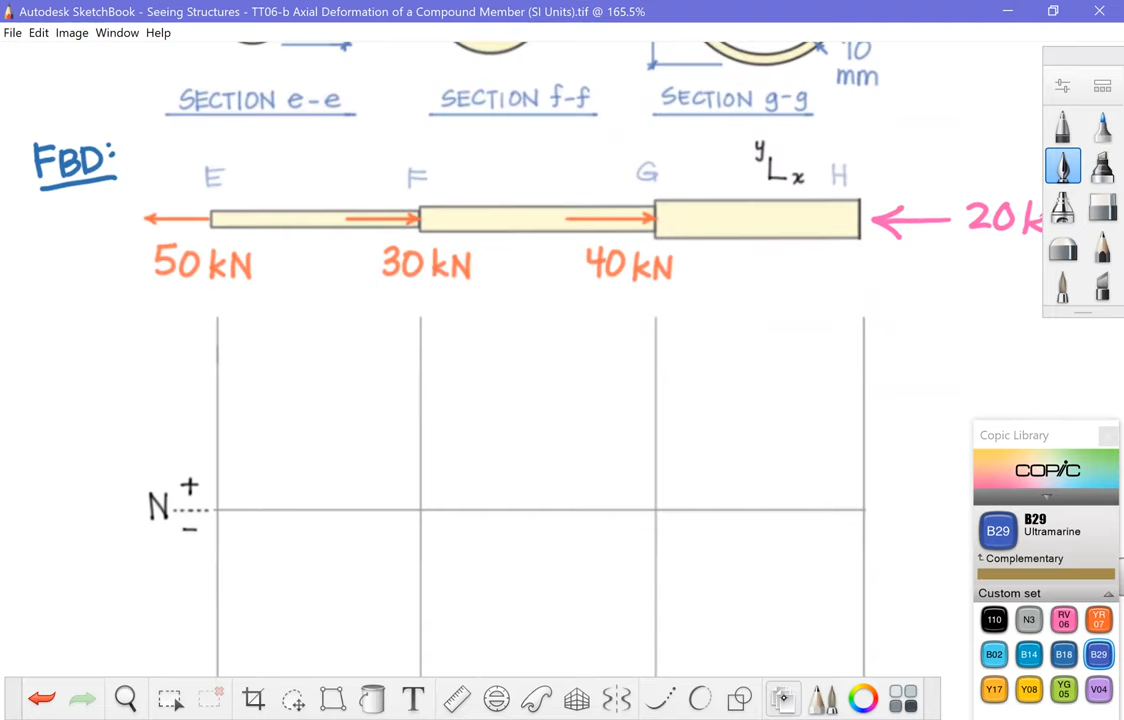 Autodesk SketchBook - Seeing Structures - TT06-b Axial Deformation of a Compound Member (SI Units).tif @ 165.5%
File Edit Image Window Help
10
mm
SECTION e-e SECTION f-f SECTION g-g
FBD:
E F G y x H
20k
50 kN 30 kN 40 kN
N + -
Copic Library
COPIC
B29 B29
Ultramarine
Complementary
Custom set
110 N3 RV 06 YR 07
B02 B14 B18 B29
Y17 Y08 YG 05 V04
T